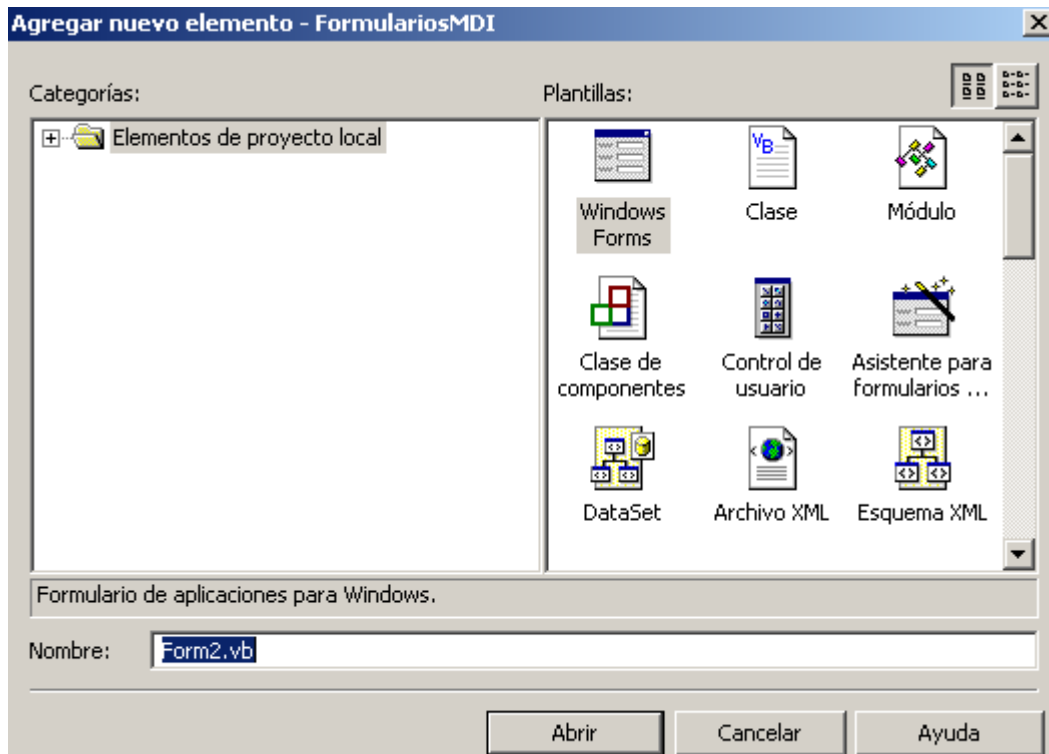 Agregar nuevo elemento - FormulariosMDI
Categorías:
Plantillas:
Elementos de proyecto local
Windows
Forms
Clase
Módulo
Clase de
componentes
Control de
usuario
Asistente para
formularios ...
DataSet
Archivo XML
Esquema XML
Formulario de aplicaciones para Windows.
Nombre:
Form2.vb
Abrir
Cancelar
Ayuda